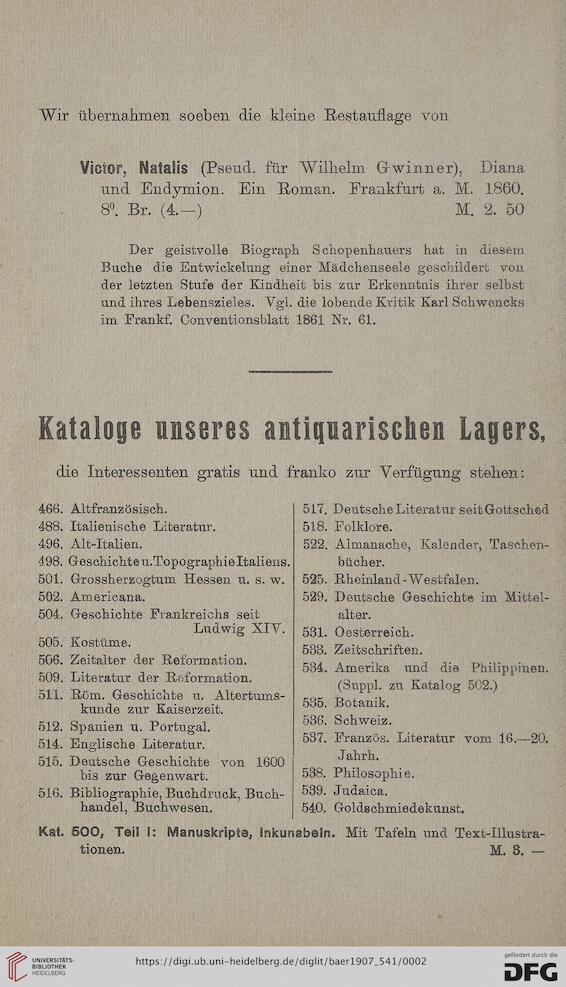 Wir übernahmen soeben die kleine Restauflage von
Victor, Natalis (Pseud. für Wilhelm Gwinner), Diana
und Endymion. Ein Roman. Frankfurt a. M. 1860.
8⁰. Br. (4.—) M. 2. 50
Der geistvolle Biograph Schopenhauers hat in diesem
Buche die Entwickelung einer Mädchenseele geschildert von
der letzten Stufe der Kindheit bis zur Erkenntnis ihrer selbst
und ihres Lebenszieles. Vgl. die lobende Kritik Karl Schwencks
im Frankf. Conventionsblatt 1861 Nr. 61.
Kataloge unseres antiquarischen Lagers,
die Interessenten gratis und franko zur Verfügung stehen:
466. Altfranzösisch.
488. Italienische Literatur.
496. Alt-Italien.
498. Geschichte u. Topographie Italiens.
501. Grossherzogtum Hessen u. s. w.
502. Americana.
504. Geschichte Frankreichs seit
Ludwig XIV.
505. Kostüme.
506. Zeitalter der Reformation.
509. Literatur der Reformation.
511. Röm. Geschichte u. Altertums-
kunde zur Kaiserzeit.
512. Spanien u. Portugal.
514. Englische Literatur.
515. Deutsche Geschichte von 1600
bis zur Gegenwart.
516. Bibliographie, Buchdruck, Buch-
handel, Buchwesen.
517. Deutsche Literatur seit Gottsched
518. Folklore.
522. Almanache, Kalender, Taschen-
bücher.
525. Rheinland-Westfalen.
529. Deutsche Geschichte im Mittel-
alter.
531. Oesterreich.
533. Zeitschriften.
534. Amerika und die Philippinen.
(Suppl. zu Katalog 502.)
535. Botanik.
536. Schweiz.
537. Französ. Literatur vom 16.—20.
Jahrh.
538. Philosophie.
539. Judaica.
540. Goldschmiedekunst.
Kat. 500, Teil I: Manuskripte, Inkunabeln. Mit Tafeln und Text-Illustra-
tionen. M. 3. —
UNIVERSITÄTS-
BIBLIOTHEK
HEIDELBERG
https://digi.ub.uni-heidelberg.de/diglit/baer1907_541/0002
gefördert durch die
DFG